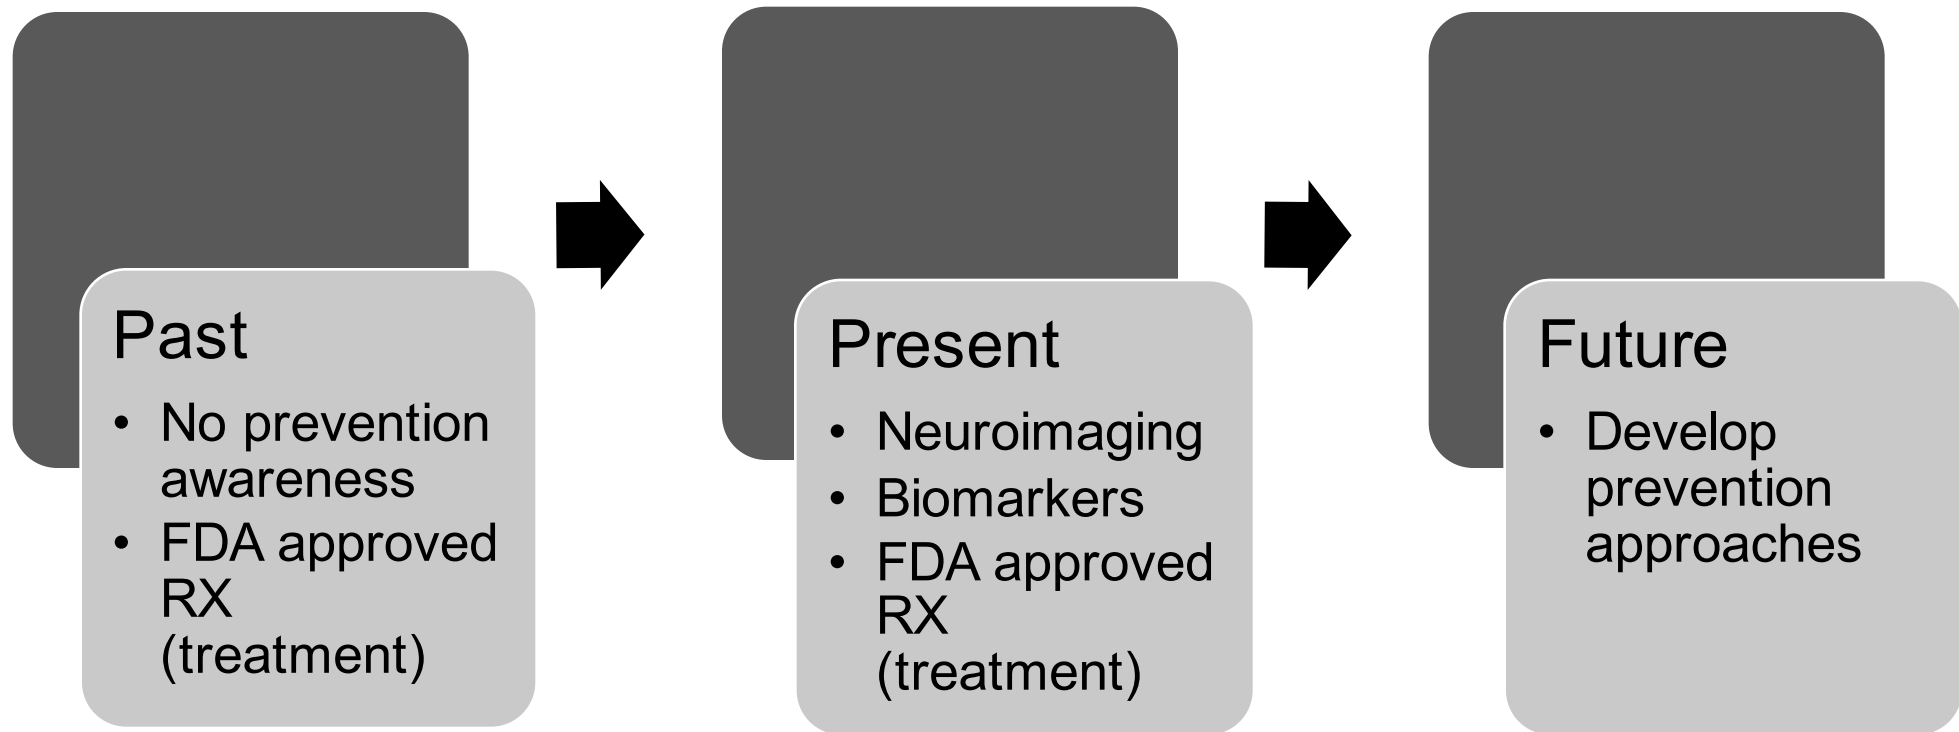 Past
• No prevention
awareness
• FDA approved
RX
(treatment)
Present
• Neuroimaging
• Biomarkers
• FDA approved
RX
(treatment)
Future
• Develop
prevention
approaches